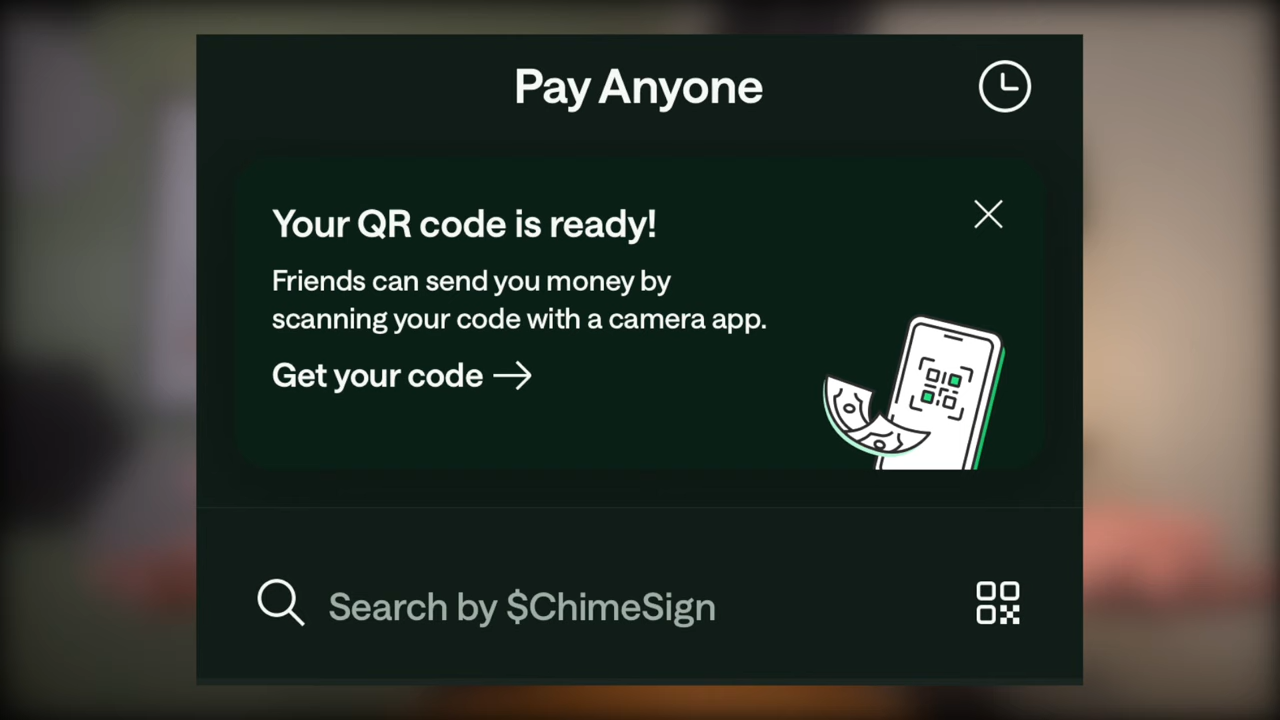 Pay Anyone
Your QR code is ready!
Friends can send you money by
scanning your code with a camera app.
Get your code
Search by $ChimeSign